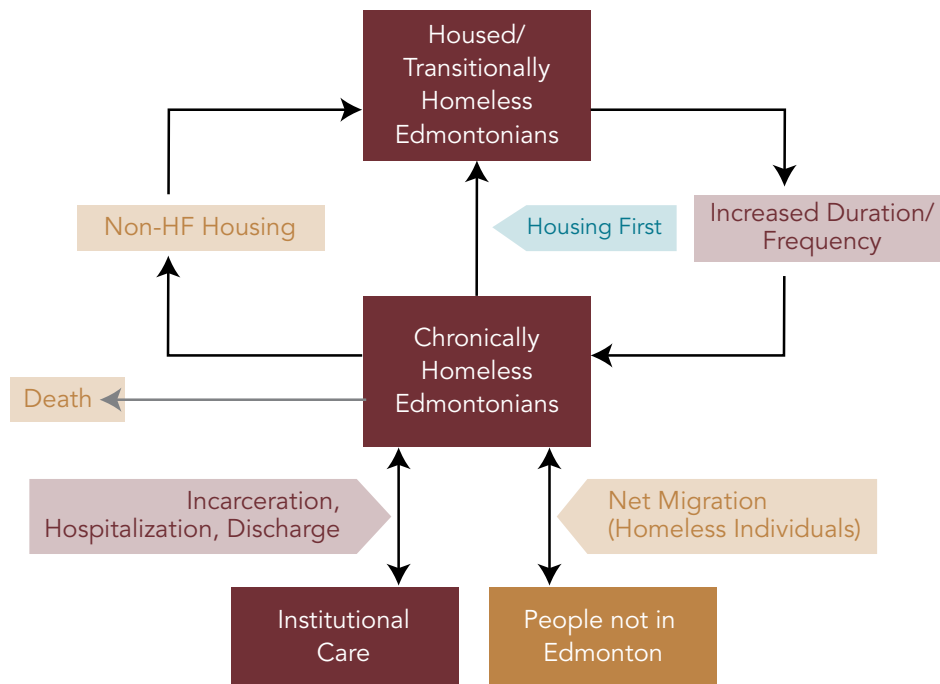 Housed/
Transitionally
Homeless
Edmontonians
Non-HF Housing
Housing First
Increased Duration/
Frequency
Chronically
Homeless
Edmontonians
Death
Incarceration,
Hospitalization, Discharge
Net Migration
(Homeless Individuals)
Institutional
Care
People not in
Edmonton